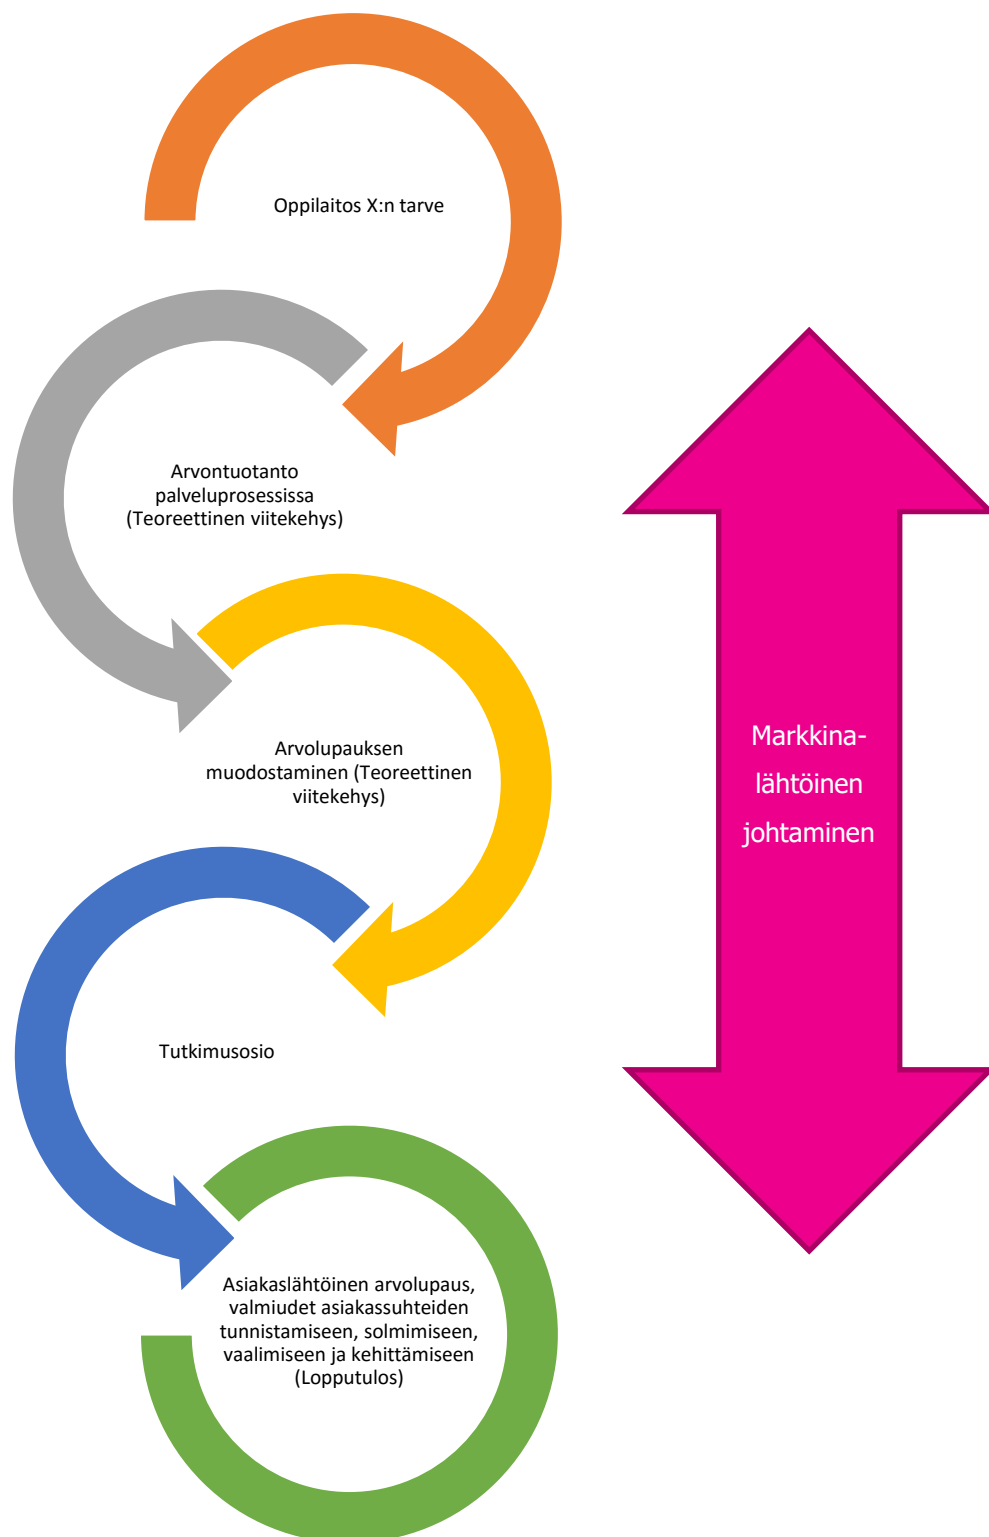 Oppilaitos X:n tarve
Arvontuotanto
palveluprosessissa
(Teoreettinen viitekehys)
Arvolupauksen
muodostaminen (Teoreettinen
viitekehys)
Markkina-
lähtöinen
johtaminen
Tutkimusosio
Asiakaslähtöinen arvolupaus,
valmiudet asiakassuhteiden
tunnistamiseen, solmimiseen,
vaalimiseen ja kehittämiseen
(Lopputulos)